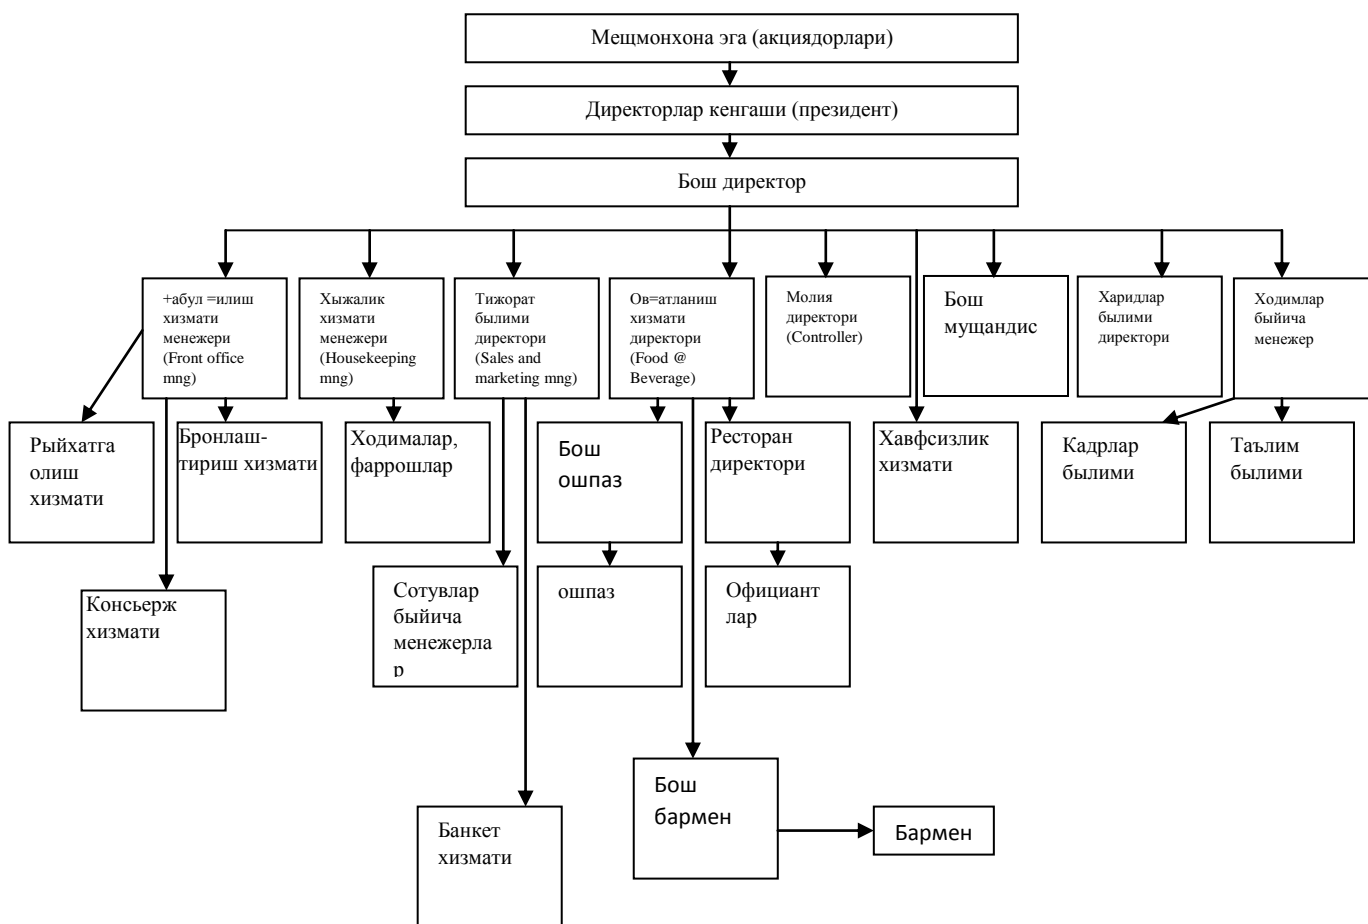 Мещмонхона эга (акциядорлари)
Директорлар кенгаши (президент)
Бош директор
+абул =илиш
хизмати
менежери
(Front office
mng)
Хыжалик
хизмати
менежери
(Housekeeping
mng)
Тижорат
былими
директори
(Sales and
marketing mng)
Ов=атланиш
хизмати
директори
(Food @
Beverage)
Молия
директори
(Controller)
Бош
мущандис
Харидлар
былими
директори
Ходимлар
быйича
менежер
Рыйхатга
олиш
хизмати
Бронлаш-
тириш хизмати
Ходималар,
фаррошлар
Бош
ошпаз
Ресторан
директори
Хавфсизлик
хизмати
Кадрлар
былими
Таълим
былими
Консьерж
хизмати
Сотувлар
быйича
менежерла
р
ошпаз
Официант
лар
Банкет
хизмати
Бош
бармен
Бармен